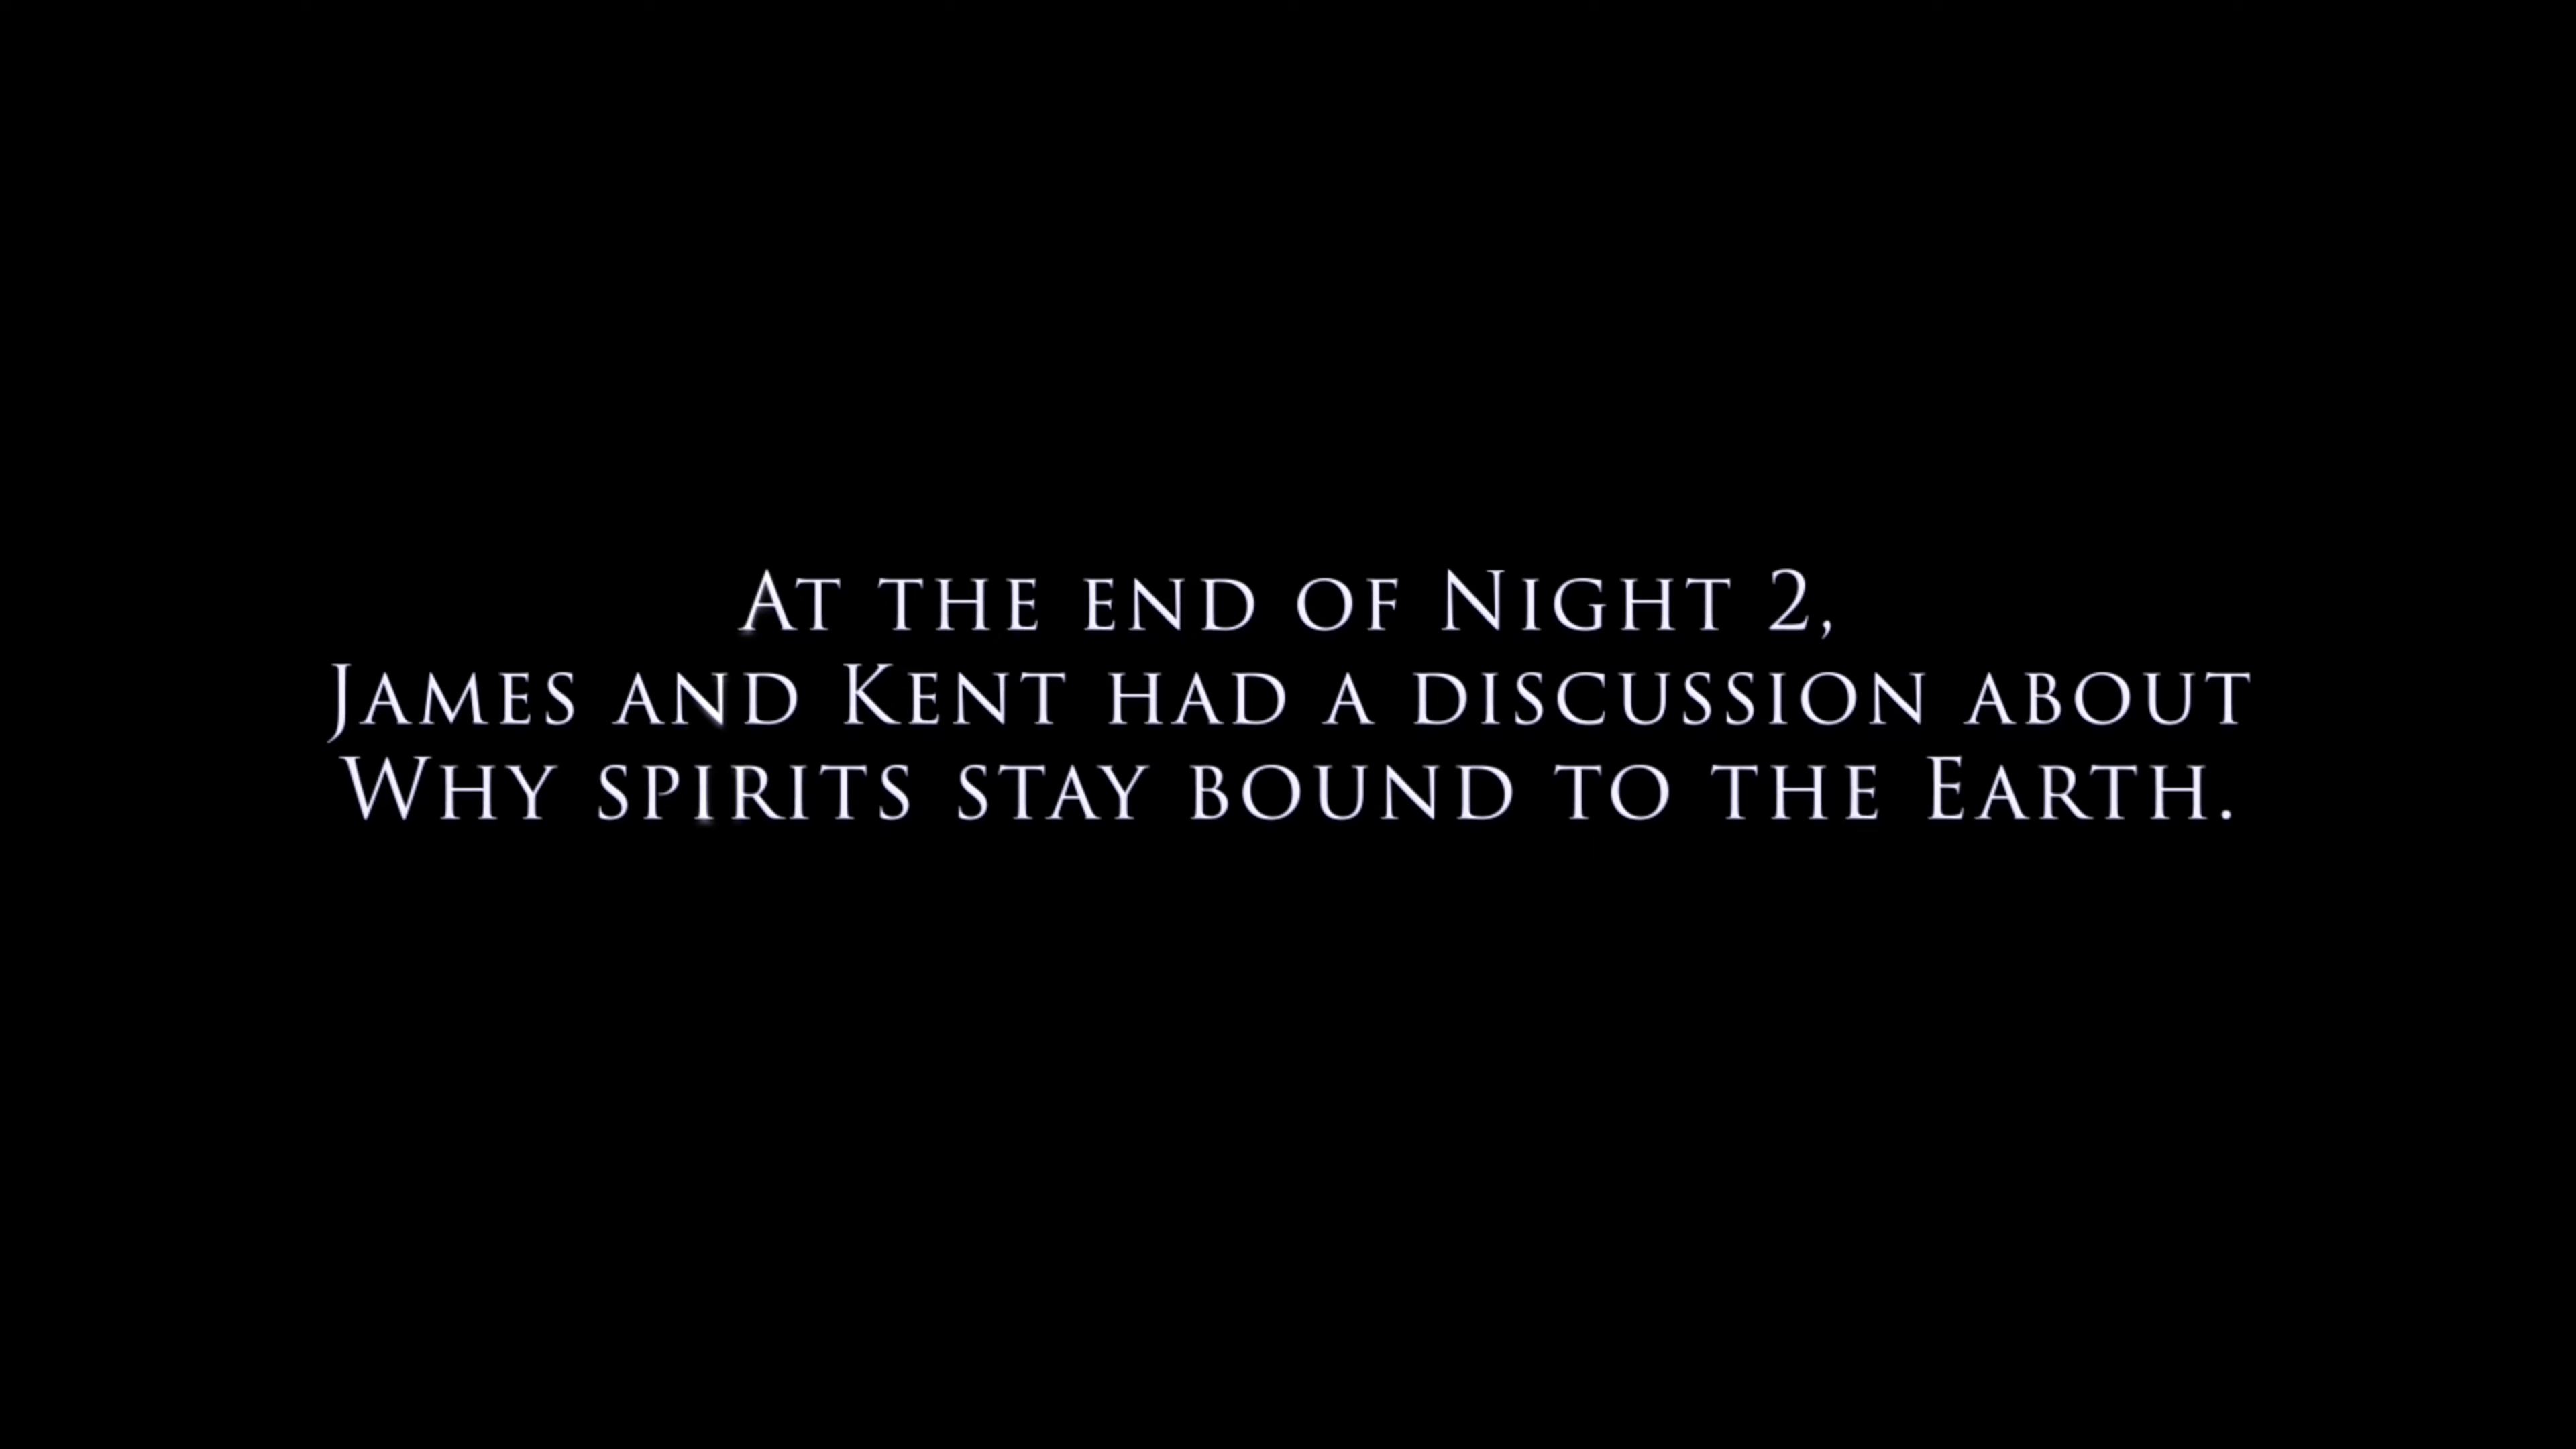 At the end of Night 2,
James and Kent had a discussion about
Why spirits stay bound to the Earth.